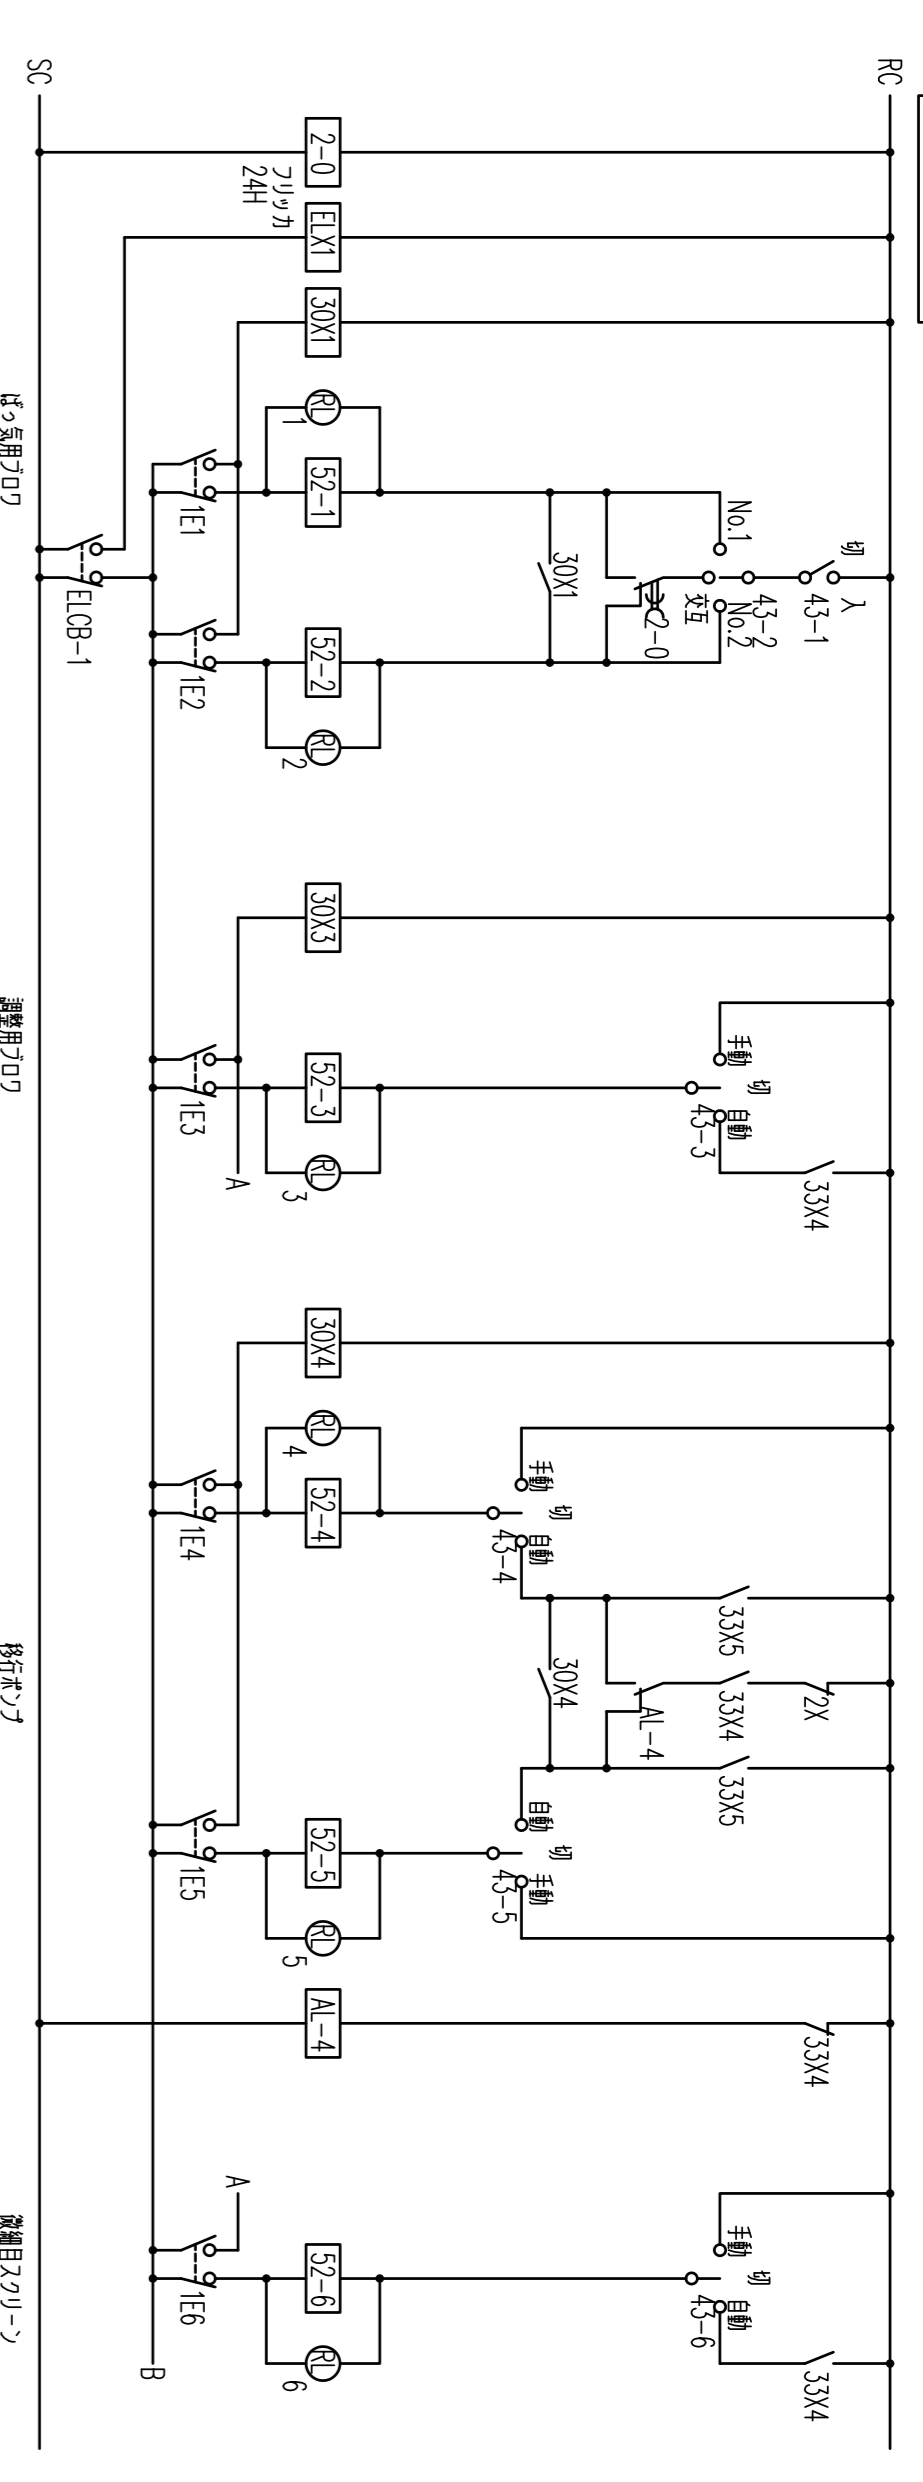 RC
SC
2-0
フリッカ
24H
ELX1
30X1
RL
1
52-1
1E1
ELCB-1
No.1
切
入
43-1
43-2
No.2
交互
2-0
30X1
52-2
1E2
RL
2
ばっ気用ブロワ
30X3
手動
切
自動
43-3
33X4
52-3
1E3
RL
3
A
調整用ブロワ
30X4
RL
4
52-4
1E4
手動
切
自動
43-4
33X5
2X
33X4
AL-4
33X5
30X4
自動
切
手動
43-5
52-5
1E5
RL
5
移行ポンプ
AL-4
33X4
A
手動
切
自動
43-6
33X4
52-6
1E6
RL
6
B
微細目スクリーン